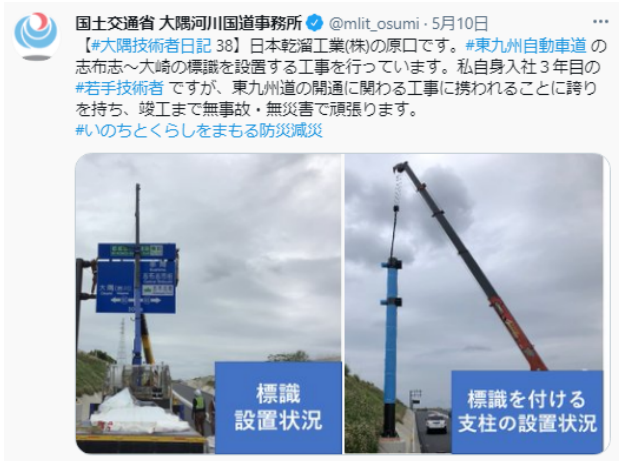 国土交通省 大隅河川国道事務所 @mlit_osumi · 5月10日
【#大隅技術者日記 38】日本乾溜工業(株)の原口です。#東九州自動車道 の
志布志～大崎の標識を設置する工事を行っています。私自身入社３年目の
#若手技術者 ですが、東九州道の開通に関わる工事に携われることに誇り
を持ち、竣工まで無事故・無災害で頑張ります。
#いのちとくらしをまもる防災減災
標識
設置状況
標識を付ける
支柱の設置状況